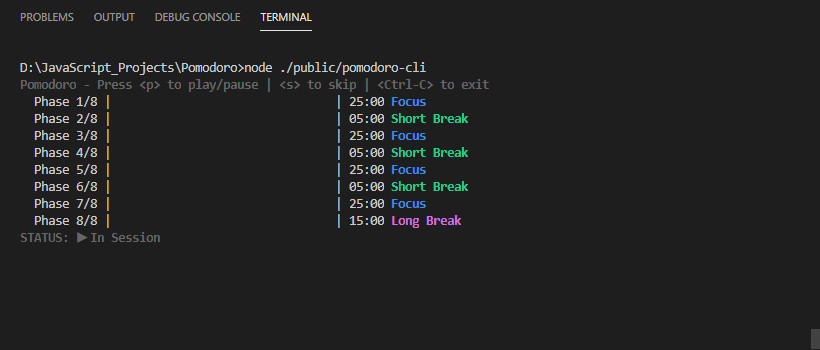 PROBLEMS OUTPUT DEBUG CONSOLE TERMINAL
D:\JavaScript_Projects\Pomodoro>node ./public/pomodoro-cli
Pomodoro - Press <p> to play/pause | <s> to skip | <Ctrl-C> to exit
Phase 1/8 | | 25:00 Focus
Phase 2/8 | | 05:00 Short Break
Phase 3/8 | | 25:00 Focus
Phase 4/8 | | 05:00 Short Break
Phase 5/8 | | 25:00 Focus
Phase 6/8 | | 05:00 Short Break
Phase 7/8 | | 25:00 Focus
Phase 8/8 | | 15:00 Long Break
STATUS: ▶In Session